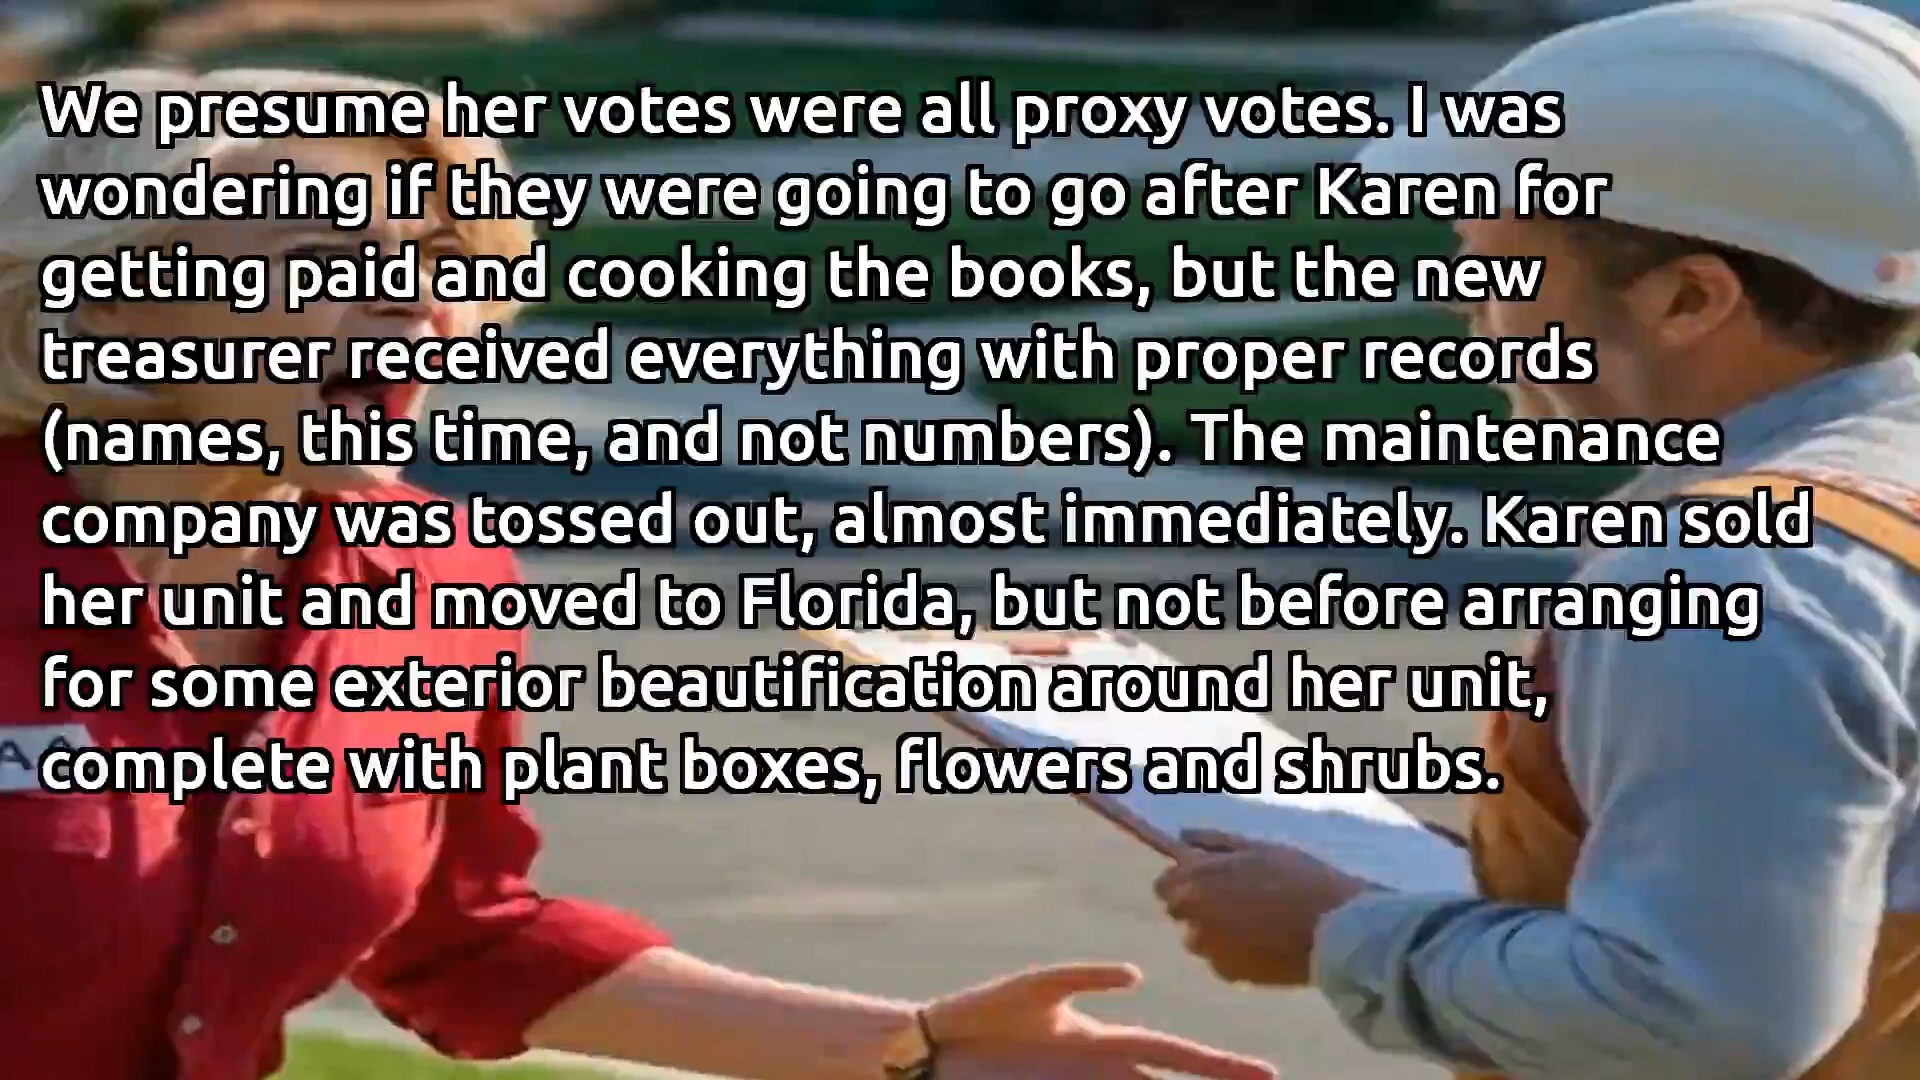 We presume her votes were all proxy votes. I was
wondering if they were going to go after Karen for
getting paid and cooking the books, but the new
treasurer received everything with proper records
(names, this time, and not numbers). The maintenance
company was tossed out, almost immediately. Karen sold
her unit and moved to Florida, but not before arranging
for some exterior beautification around her unit,
complete with plant boxes, flowers and shrubs.